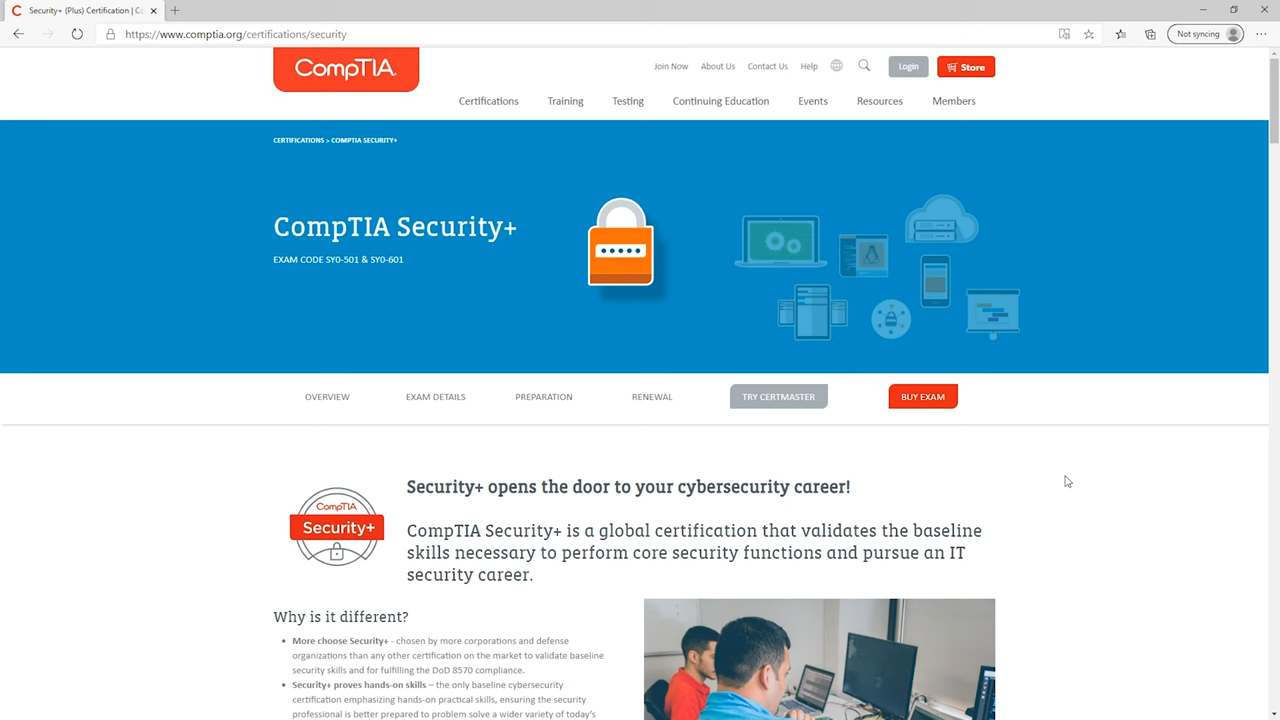 Security+ (Plus) Certification | Co
https://www.comptia.org/certifications/security
Not syncing
CompTIA.
Join Now About Us Contact Us Help Login Store
Certifications Training Testing Continuing Education Events Resources Members
CERTIFICATIONS > COMPTIA SECURITY+
CompTIA Security+
EXAM CODE SY0-501 & SY0-601
OVERVIEW EXAM DETAILS PREPARATION RENEWAL TRY CERTMASTER BUY EXAM
CompTIA
Security+
Security+ opens the door to your cybersecurity career!
CompTIA Security+ is a global certification that validates the baseline
skills necessary to perform core security functions and pursue an IT
security career.
Why is it different?
More choose Security+ - chosen by more corporations and defense
organizations than any other certification on the market to validate baseline
security skills and for fulfilling the DoD 8570 compliance.
Security+ proves hands-on skills – the only baseline cybersecurity
certification emphasizing hands-on practical skills, ensuring the security
professional is better prepared to problem solve a wider variety of today’s